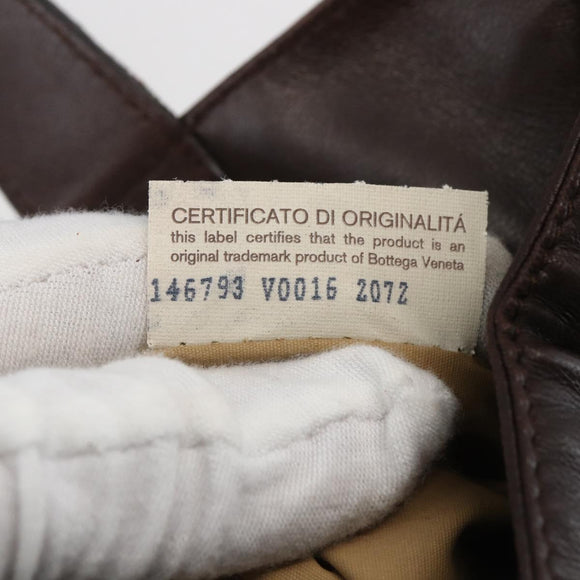 CERTIFICATO DI ORIGINALITÁ
this label certifies that the product is an
original trademark product of Bottega Veneta
146793 V0016 2072